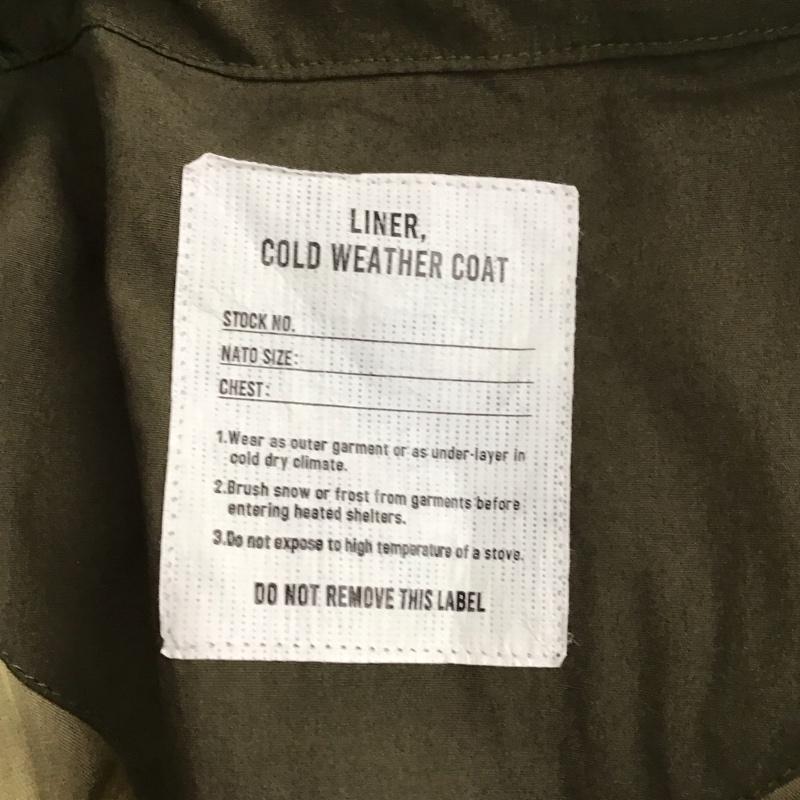 LINER,
COLD WEATHER COAT
STOCK NO.
NATO SIZE:
CHEST:
1.Wear as outer garment or as under-layer in
cold dry climate.
2.Brush snow or frost from garments before
entering heated shelters.
3.Do not expose to high temperature of a stove.
DO NOT REMOVE THIS LABEL